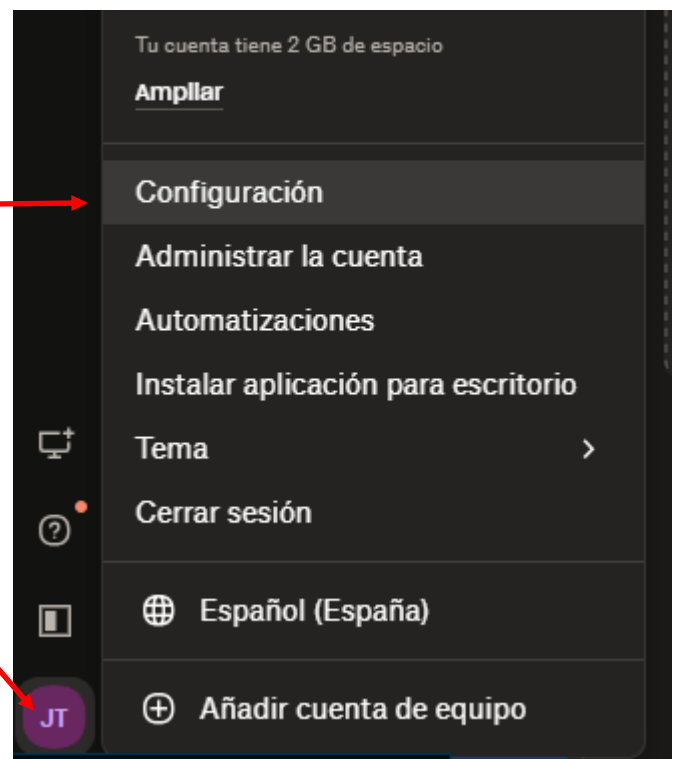 Tu cuenta tiene 2 GB de espacio
Ampliar
Configuración
Administrar la cuenta
Automatizaciones
Instalar aplicación para escritorio
Tema
Cerrar sesión
Español (España)
Añadir cuenta de equipo
JT